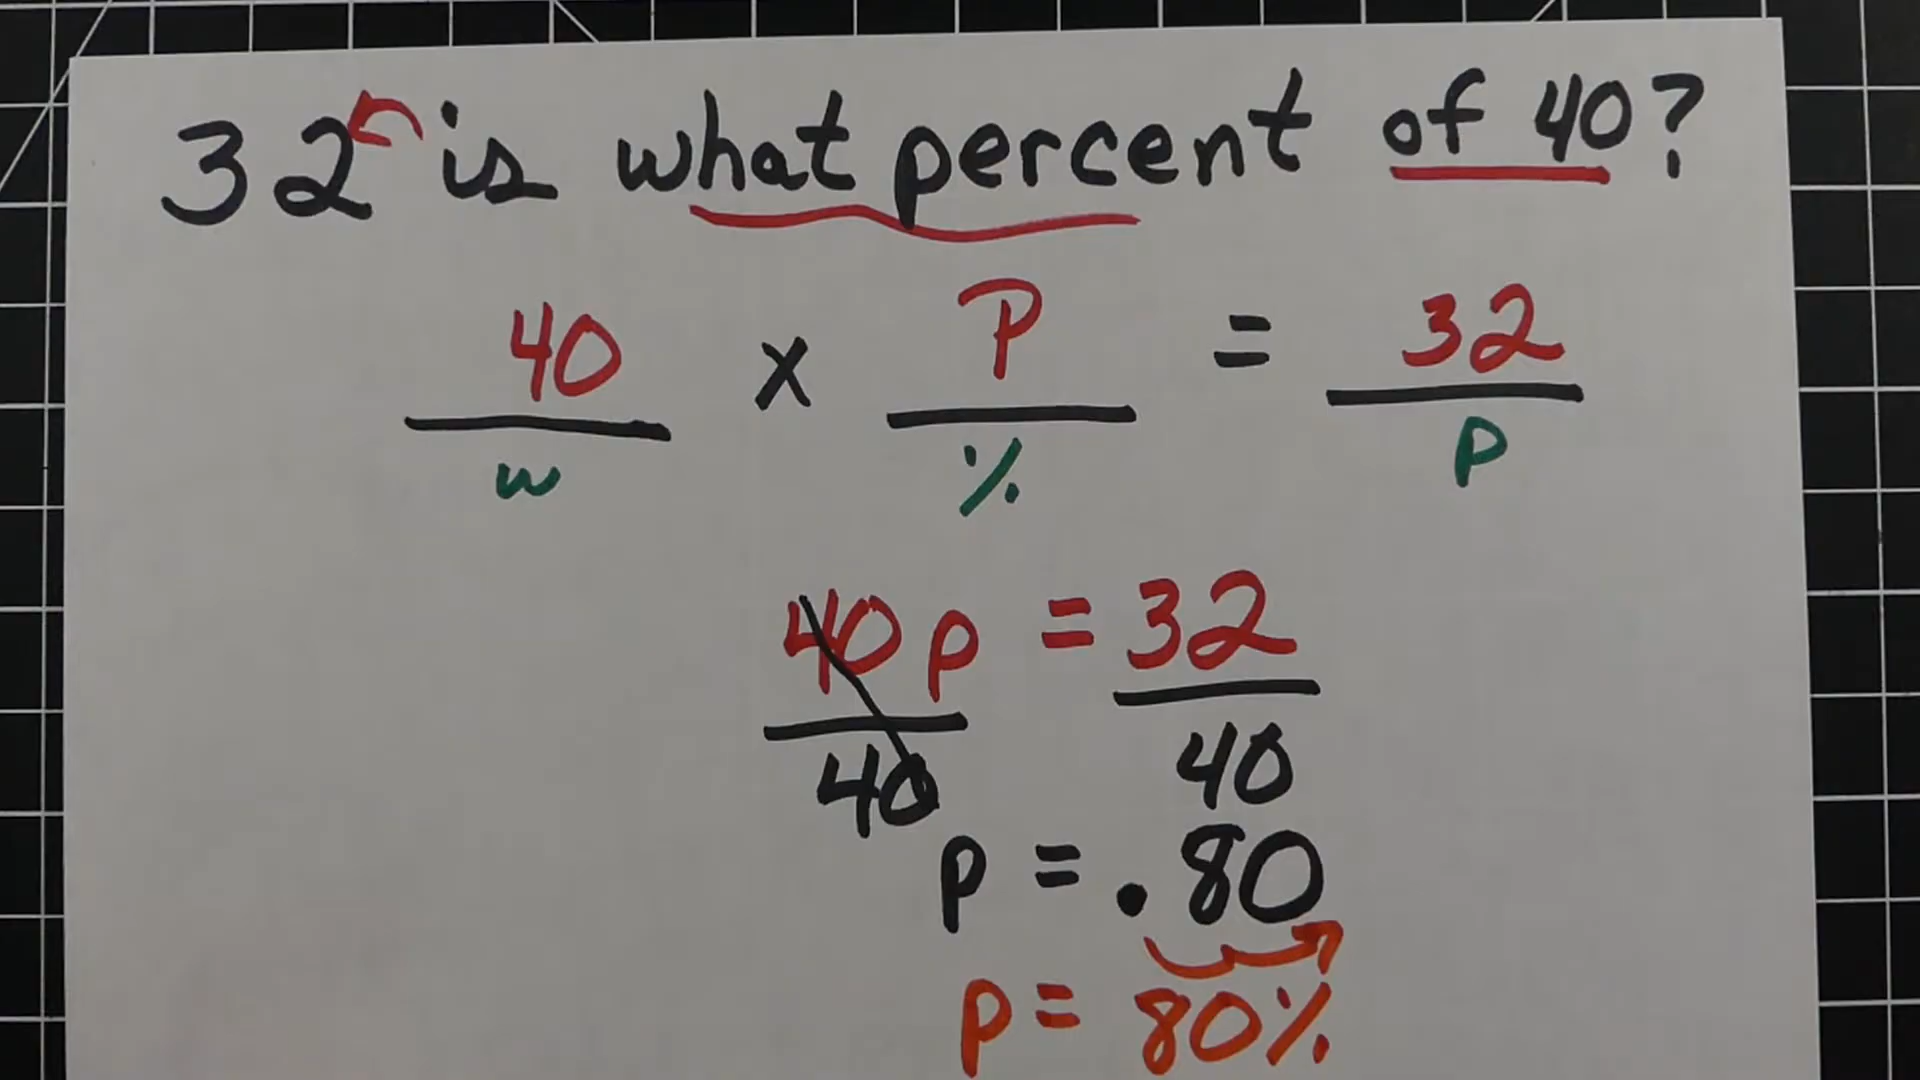 32 is what percent of 40?
40 x P = 32
w % p
40p = 32
40 40
p = .80
p = 80%